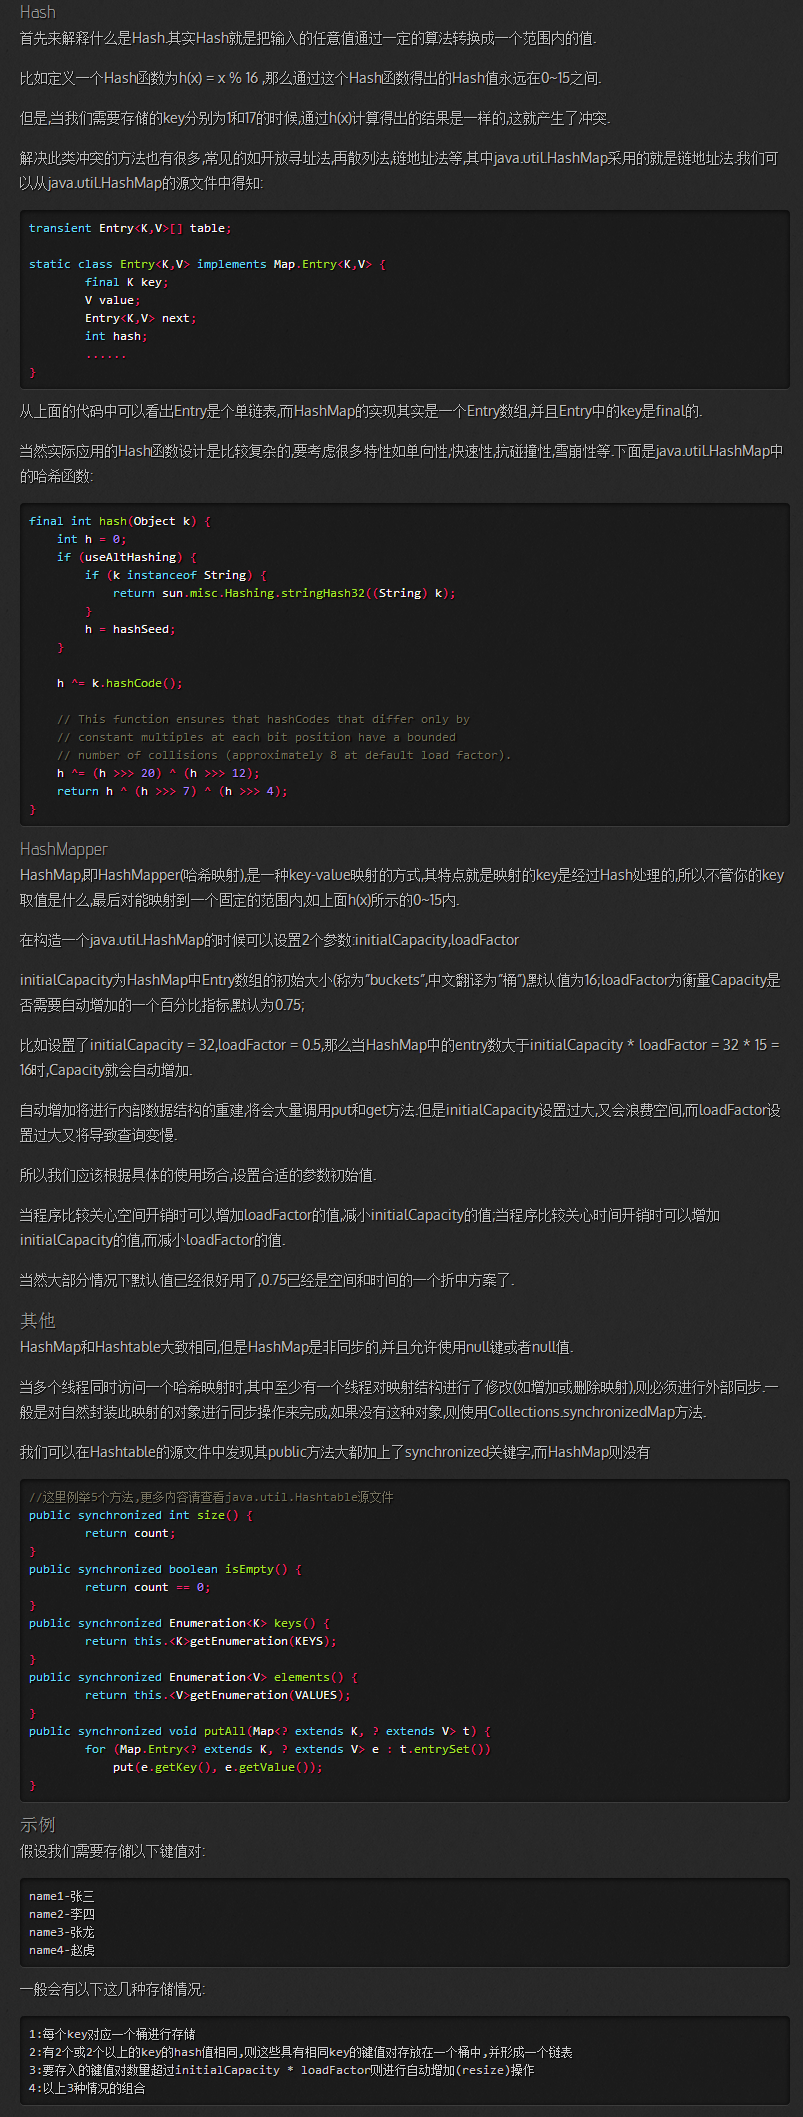 Hash
首先来解释什么是Hash.其实Hash就是把输入的任意值通过一定的算法转换成一个范围内的值.
比如定义一个Hash函数为h(x) = x % 16 ,那么通过这个Hash函数得出的Hash值永远在0~15之间.
但是,当我们需要存储的key分别为1和17的时候,通过h(x)计算得出的结果是一样的,这就产生了冲突.
解决此类冲突的方法也有很多,常见的如开放寻址法,再散列法,链地址法等,其中java.util.HashMap采用的就是链地址法.我们可
以从java.util.HashMap的源文件中得知:
transient Entry<K,V>[] table;
static class Entry<K,V> implements Map.Entry<K,V> {
final K key;
V value;
Entry<K,V> next;
int hash;
......
}
从上面的代码中可以看出Entry是个单链表,而HashMap的实现其实是一个Entry数组,并且Entry中的key是final的.
当然实际应用的Hash函数设计是比较复杂的,要考虑很多特性如单向性,快速性,抗碰撞性,雪崩性等.下面是java.util.HashMap中
的哈希函数:
final int hash(Object k) {
int h = 0;
if (useAltHashing) {
if (k instanceof String) {
return sun.misc.Hashing.stringHash32((String) k);
}
h = hashSeed;
}
h ^= k.hashCode();
// This function ensures that hashCodes that differ only by
// constant multiples at each bit position have a bounded
// number of collisions (approximately 8 at default load factor).
h ^= (h >>> 20) ^ (h >>> 12);
return h ^ (h >>> 7) ^ (h >>> 4);
}
HashMapper
HashMap,即HashMapper(哈希映射),是一种key-value映射的方式,其特点就是映射的key是经过Hash处理的,所以不管你的key
取值是什么,最后对能映射到一个固定的范围内,如上面h(x)所示的0~15内.
在构造一个java.util.HashMap的时候可以设置2个参数:initialCapacity,loadFactor
initialCapacity为HashMap中Entry数组的初始大小(称为”buckets”,中文翻译为”桶”),默认值为16;loadFactor为衡量Capacity是
否需要自动增加的一个百分比指标,默认为0.75;
比如设置了initialCapacity = 32,loadFactor = 0.5,那么当HashMap中的entry数大于initialCapacity * loadFactor = 32 * 15 =
16时,Capacity就会自动增加.
自动增加将进行内部数据结构的重建,将会大量调用put和get方法.但是initialCapacity设置过大,又会浪费空间,而loadFactor设
置过大又将导致查询变慢.
所以我们应该根据具体的使用场合,设置合适的参数初始值.
当程序比较关心空间开销时可以增加loadFactor的值,减小initialCapacity的值;当程序比较关心时间开销时可以增加
initialCapacity的值,而减小loadFactor的值.
当然大部分情况下默认值已经很好用了,0.75已经是空间和时间的一个折中方案了.
其他
HashMap和Hashtable大致相同,但是HashMap是非同步的,并且允许使用null键或者null值.
当多个线程同时访问一个哈希映射时,其中至少有一个线程对映射结构进行了修改(如增加或删除映射),则必须进行外部同步.一
般是对自然封装此映射的对象进行同步操作来完成,如果没有这种对象,则使用Collections.synchronizedMap方法.
我们可以在Hashtable的源文件中发现其public方法大都加上了synchronized关键字,而HashMap则没有
//这里例举5个方法,更多内容请查看java.util.Hashtable源文件
public synchronized int size() {
return count;
}
public synchronized boolean isEmpty() {
return count == 0;
}
public synchronized Enumeration<K> keys() {
return this.<K>getEnumeration(KEYS);
}
public synchronized Enumeration<V> elements() {
return this.<V>getEnumeration(VALUES);
}
public synchronized void putAll(Map<? extends K, ? extends V> t) {
for (Map.Entry<? extends K, ? extends V> e : t.entrySet())
put(e.getKey(), e.getValue());
}
示例
假设我们需要存储以下键值对:
name1-张三
name2-李四
name3-张龙
name4-赵虎
一般会有以下这几种存储情况:
1:每个key对应一个桶进行存储
2:有2个或2个以上的key的hash值相同,则这些具有相同key的键值对存放在一个桶中,并形成一个链表
3:要存入的键值对数量超过initialCapacity * loadFactor则进行自动增加(resize)操作
4:以上3种情况的组合